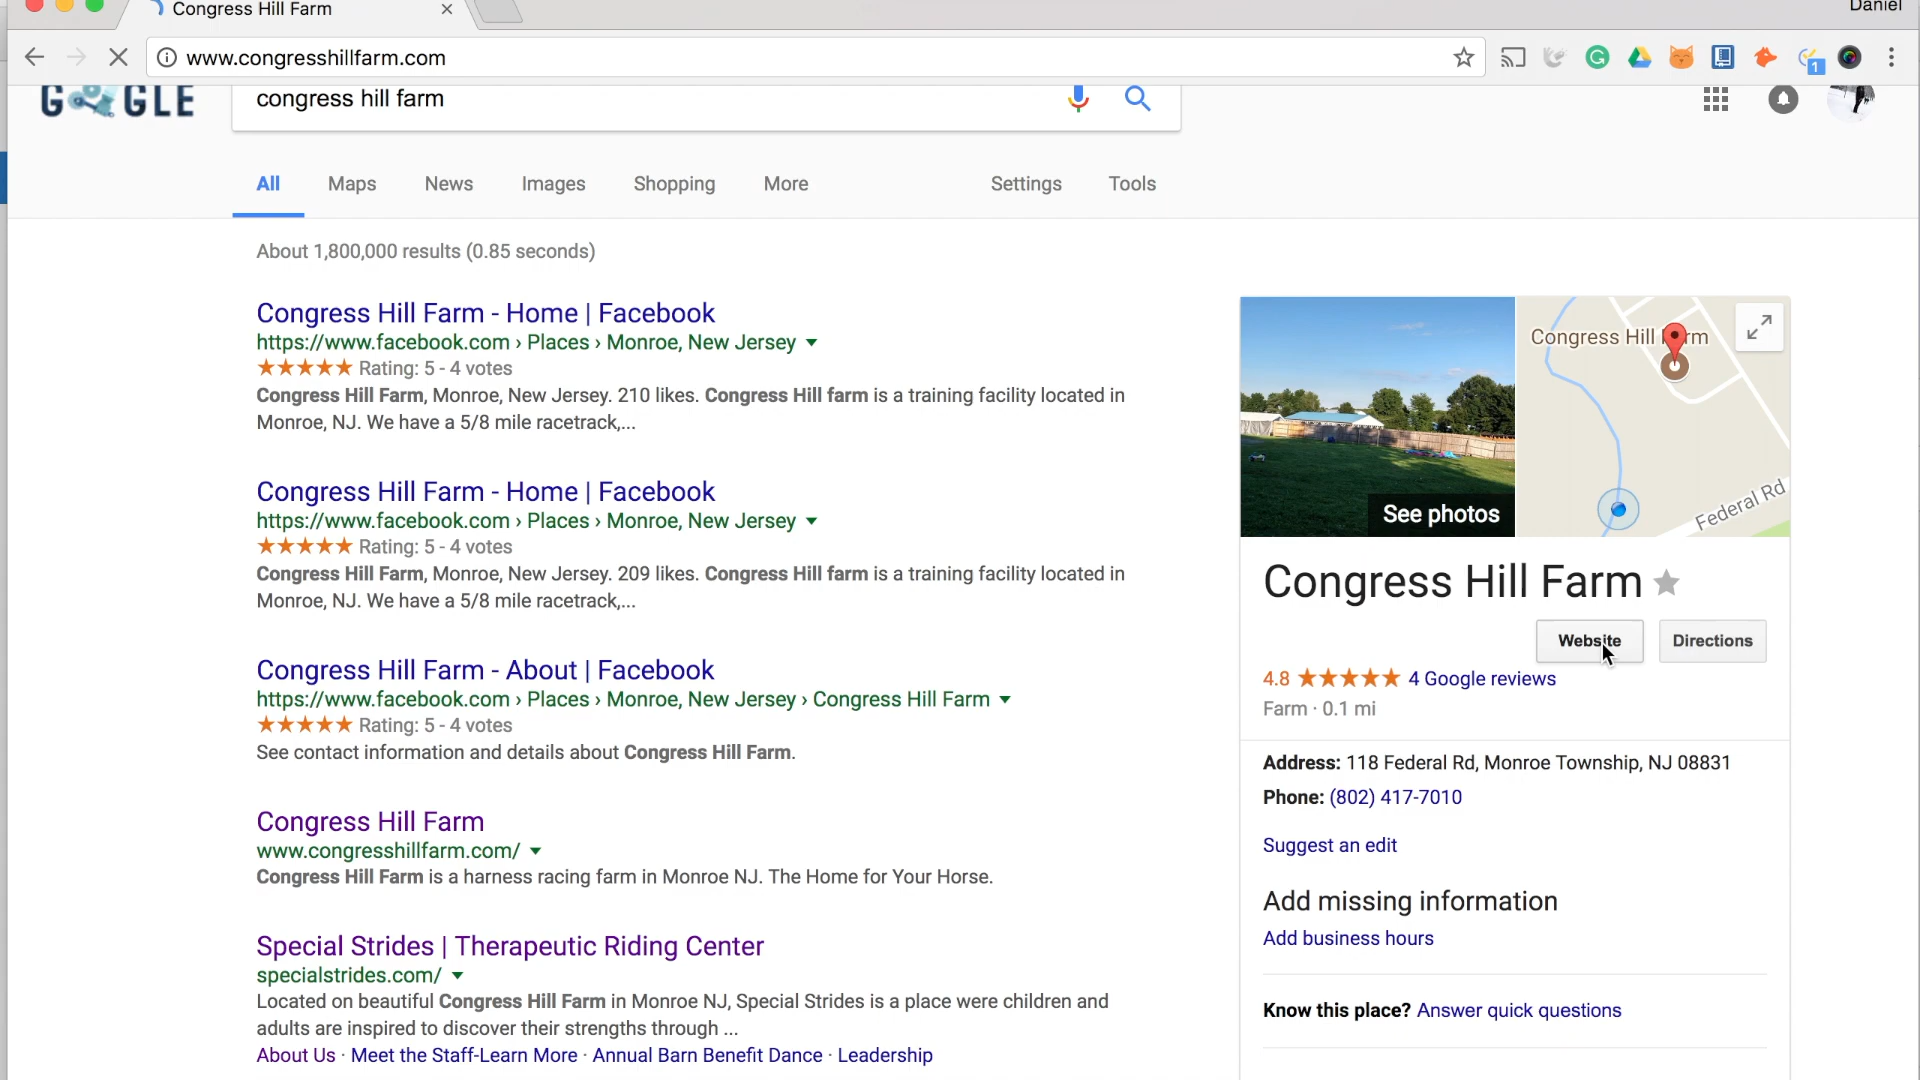 Congress Hill Farm
Daniel
www.congresshillfarm.com
1
GOOGLE
congress hill farm
All Maps News Images Shopping More Settings Tools
About 1,800,000 results (0.85 seconds)
Congress Hill Farm - Home | Facebook
https://www.facebook.com › Places › Monroe, New Jersey
Rating: 5 - 4 votes
Congress Hill Farm, Monroe, New Jersey. 210 likes. Congress Hill farm is a training facility located in
Monroe, NJ. We have a 5/8 mile racetrack,...
Congress Hill Farm - Home | Facebook
https://www.facebook.com › Places › Monroe, New Jersey
Rating: 5 - 4 votes
Congress Hill Farm, Monroe, New Jersey. 209 likes. Congress Hill farm is a training facility located in
Monroe, NJ. We have a 5/8 mile racetrack,...
Congress Hill Farm - About | Facebook
https://www.facebook.com › Places › Monroe, New Jersey › Congress Hill Farm
Rating: 5 - 4 votes
See contact information and details about Congress Hill Farm.
Congress Hill Farm
www.congresshillfarm.com/
Congress Hill Farm is a harness racing farm in Monroe NJ. The Home for Your Horse.
Special Strides | Therapeutic Riding Center
specialstrides.com/
Located on beautiful Congress Hill Farm in Monroe NJ, Special Strides is a place were children and
adults are inspired to discover their strengths through ...
About Us · Meet the Staff-Learn More · Annual Barn Benefit Dance · Leadership
Congress Hill Farm
See photos
Federal Rd
Congress Hill Farm
Website Directions
4.8 4 Google reviews
Farm · 0.1 mi
Address: 118 Federal Rd, Monroe Township, NJ 08831
Phone: (802) 417-7010
Suggest an edit
Add missing information
Add business hours
Know this place? Answer quick questions